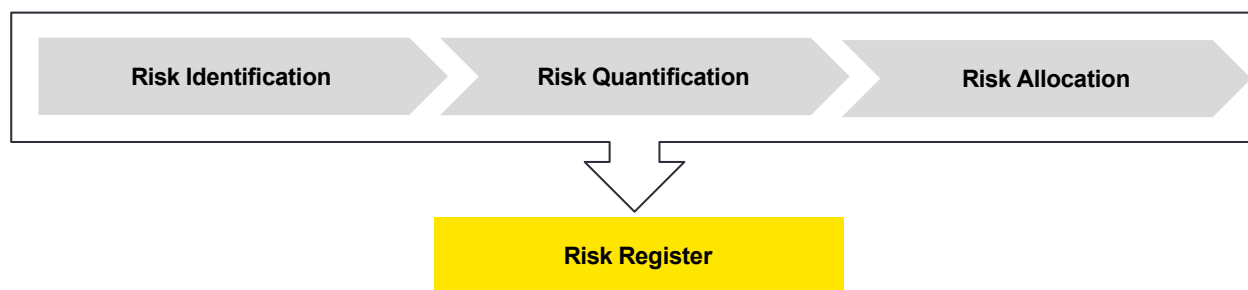 Risk Identification
Risk Quantification
Risk Allocation
Risk Register